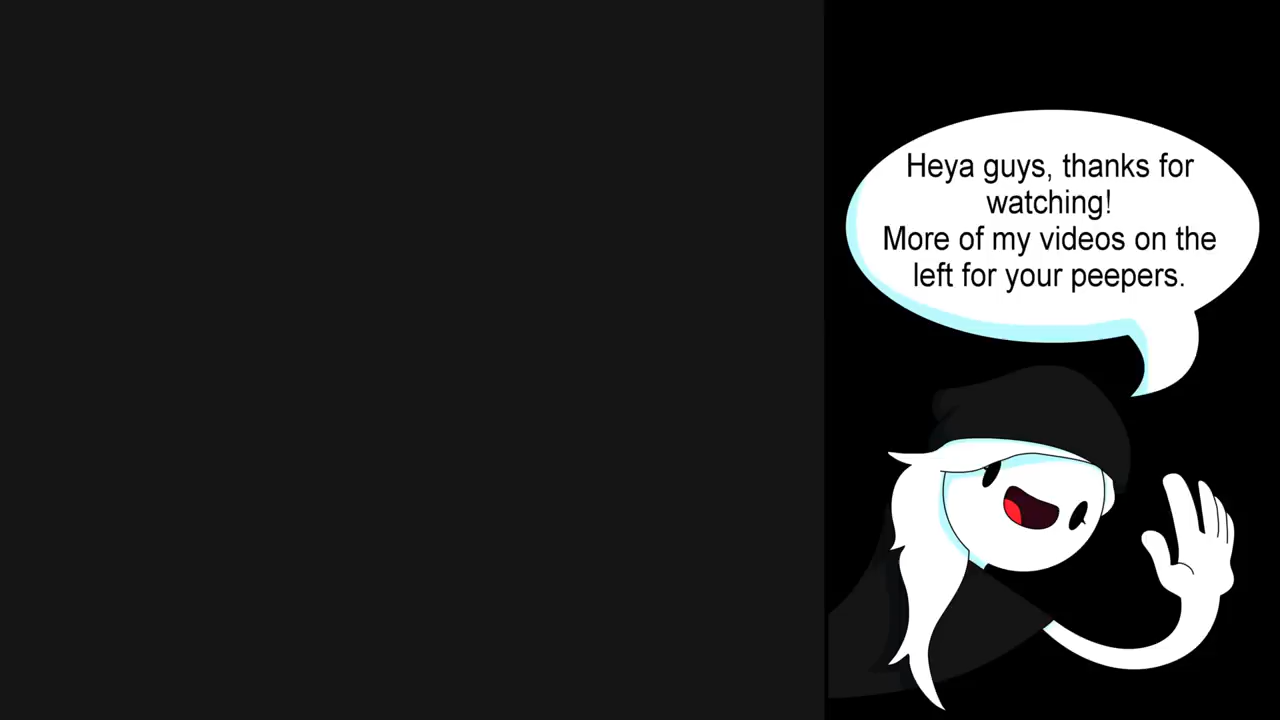 Heya guys, thanks for
watching!
More of my videos on the
left for your peepers.